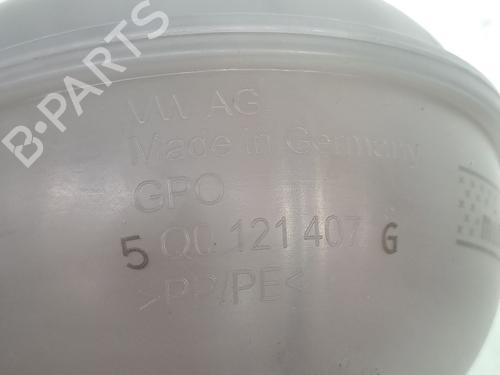 B-PARTS
VW AG
Made in Germany
GPO
5 Q0 121 407 G
>PP/PE<